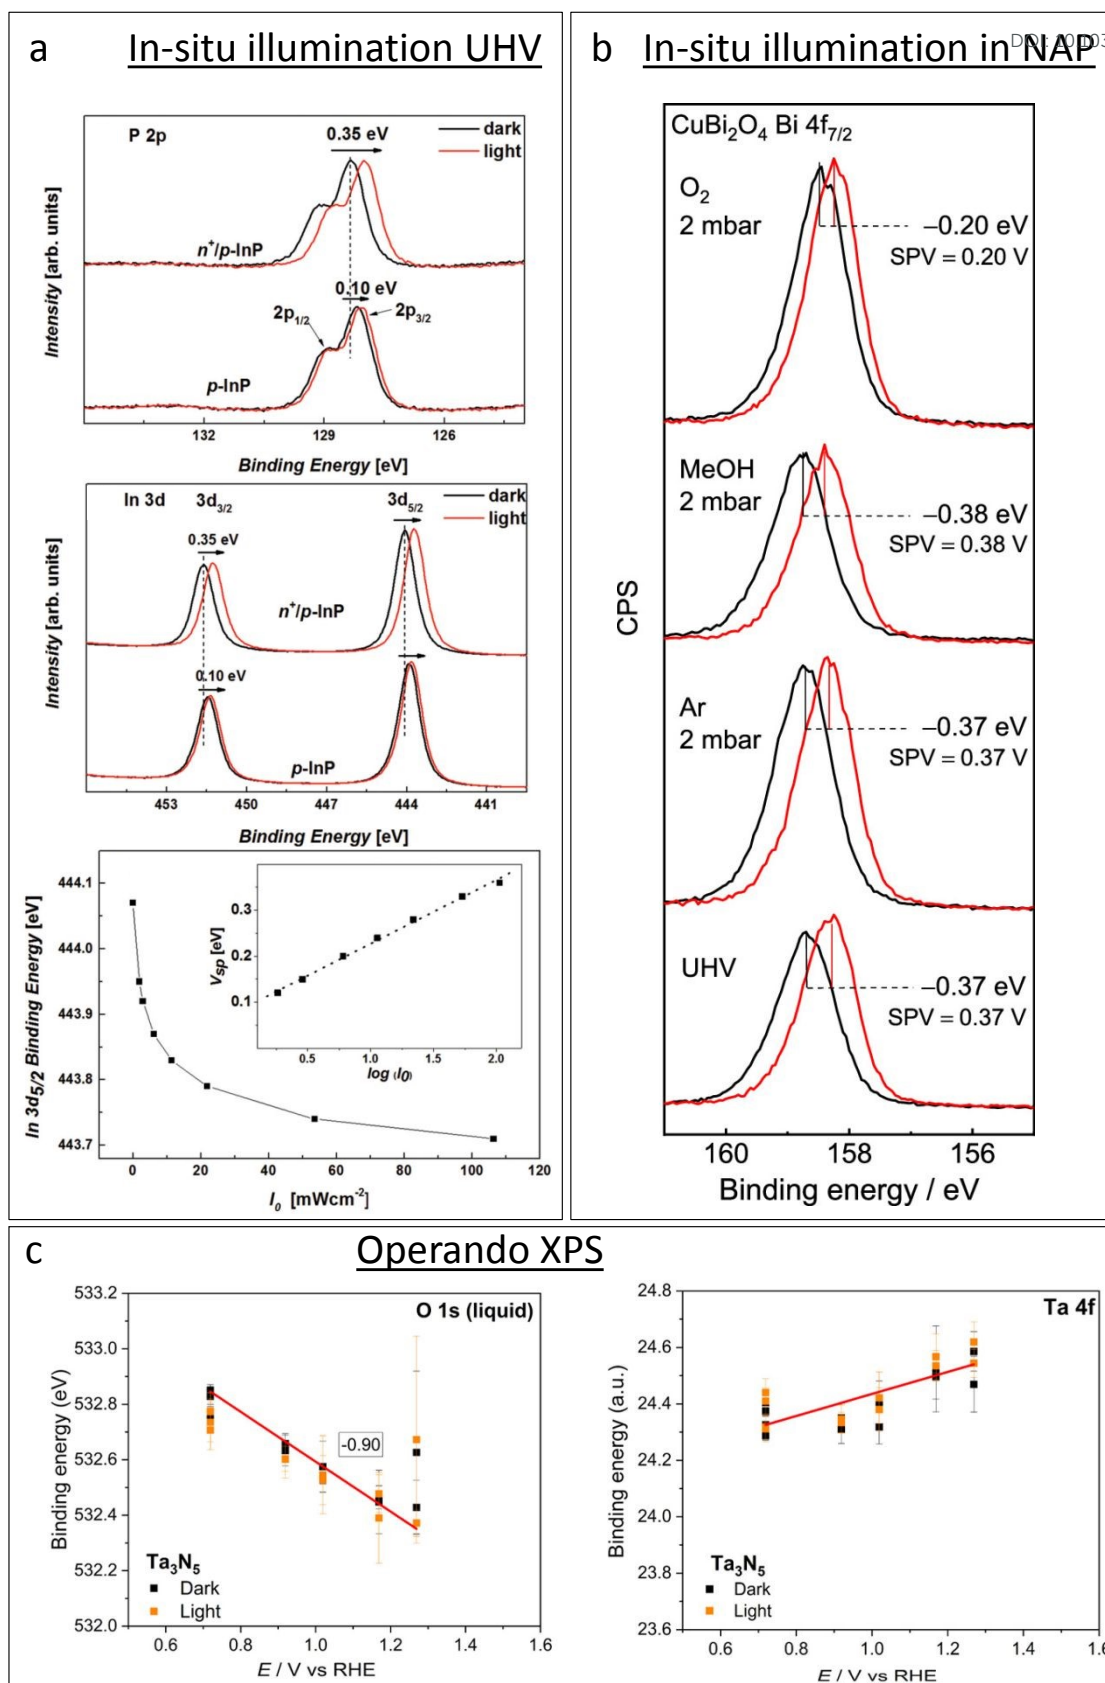 a In-situ illumination UHV
P 2p
0.35 eV
dark
light
n⁺/p-InP
0.10 eV
2p₁/₂
2p₃/₂
p-InP
Intensity [arb. units]
132 129 126
Binding Energy [eV]
In 3d 3d₃/₂ 3d₅/₂
dark
light
0.35 eV
n⁺/p-InP
0.10 eV
p-InP
Intensity [arb. units]
453 450 447 444 441
Binding Energy [eV]
444.1
444.0
443.9
443.8
443.7
In 3d5/2 Binding Energy [eV]
0.3
0.2
0.1
Vsp [eV]
0.5 1.0 1.5 2.0
log (I0)
0 20 40 60 80 100 120
I₀ [mWcm⁻²]
b In-situ illumination in NAP
CuBi₂O₄ Bi 4f₇/₂
O₂
2 mbar
–0.20 eV
SPV = 0.20 V
MeOH
2 mbar
–0.38 eV
SPV = 0.38 V
Ar
2 mbar
–0.37 eV
SPV = 0.37 V
UHV
–0.37 eV
SPV = 0.37 V
CPS
160 158 156
Binding energy / eV
c Operando XPS
533.2
533.0
532.8
532.6
532.4
532.2
532.0
Binding energy (eV)
O 1s (liquid)
-0.90
Ta₃N₅
Dark
Light
0.6 0.8 1.0 1.2 1.4 1.6
E / V vs RHE
24.8
24.6
24.4
24.2
24.0
23.8
23.6
Binding energy (a.u.)
Ta 4f
Ta₃N₅
Dark
Light
0.6 0.8 1.0 1.2 1.4 1.6
E / V vs RHE